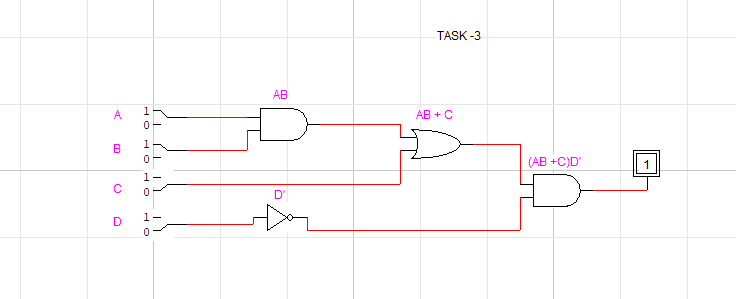 TASK -3
AB
AB + C
A 1
0
B 1
0
(AB +C)D'
1
C 1
0
D'
D 1
0